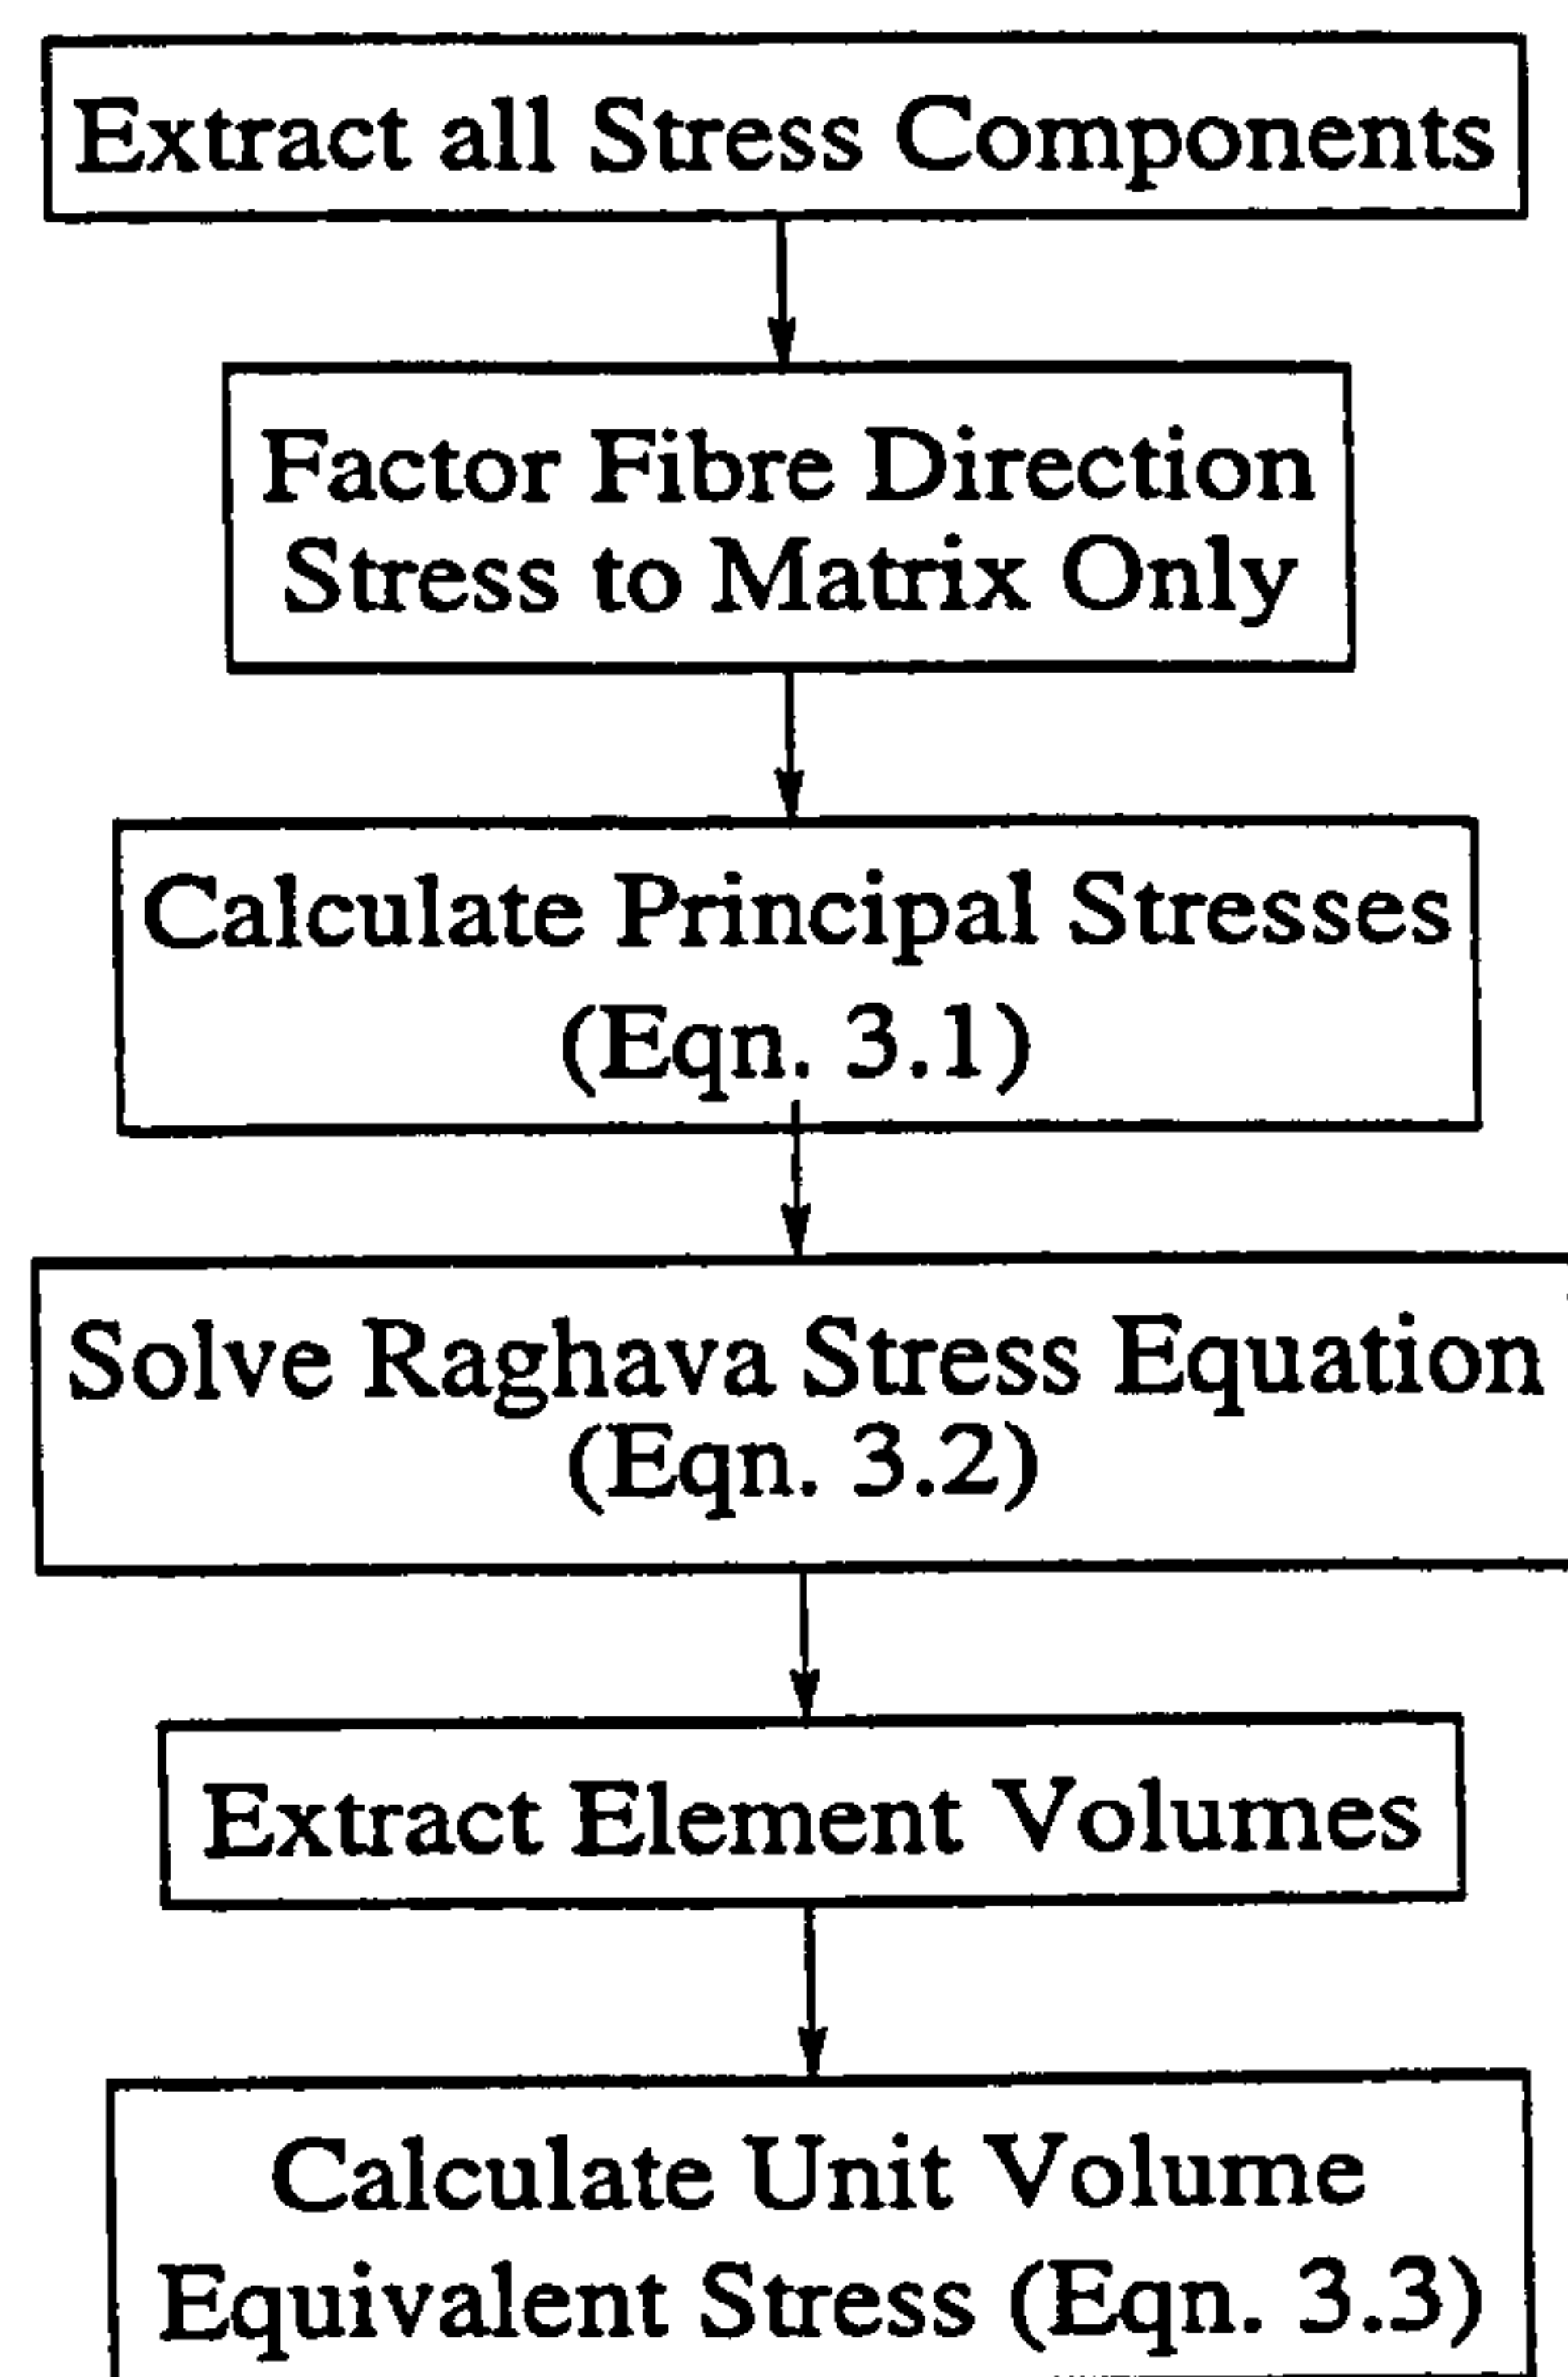 Extract all Stress Components
Factor Fibre Direction
Stress to Matrix Only
Calculate Principal Stresses
(Eqn. 3.1)
Solve Raghava Stress Equation
(Eqn. 3.2)
Extract Element Volumes
Calculate Unit Volume
Equivalent Stress (Eqn. 3.3)